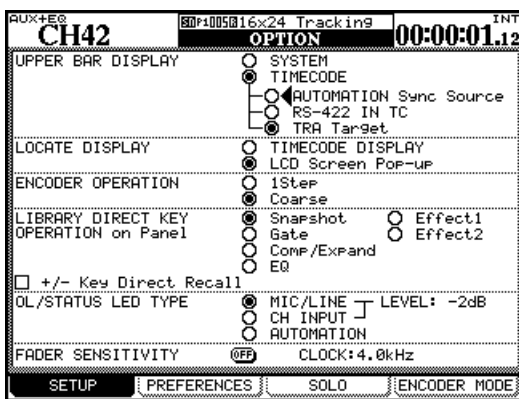 AUX+EQ
CH42
16x24 Tracking
OPTION
INT
00:00:01.12
UPPER BAR DISPLAY
SYSTEM
TIMECODE
AUTOMATION Sync Source
RS-422 IN TC
TRA Target
LOCATE DISPLAY
TIMECODE DISPLAY
LCD Screen Pop-up
ENCODER OPERATION
1Step
Coarse
LIBRARY DIRECT KEY
OPERATION on Panel
Snapshot Effect1
Gate Effect2
Comp/Expand
EQ
+/- Key Direct Recall
OL/STATUS LED TYPE
MIC/LINE LEVEL: -2dB
CH INPUT
AUTOMATION
FADER SENSITIVITY OFF CLOCK:4.0kHz
SETUP PREFERENCES SOLO ENCODER MODE